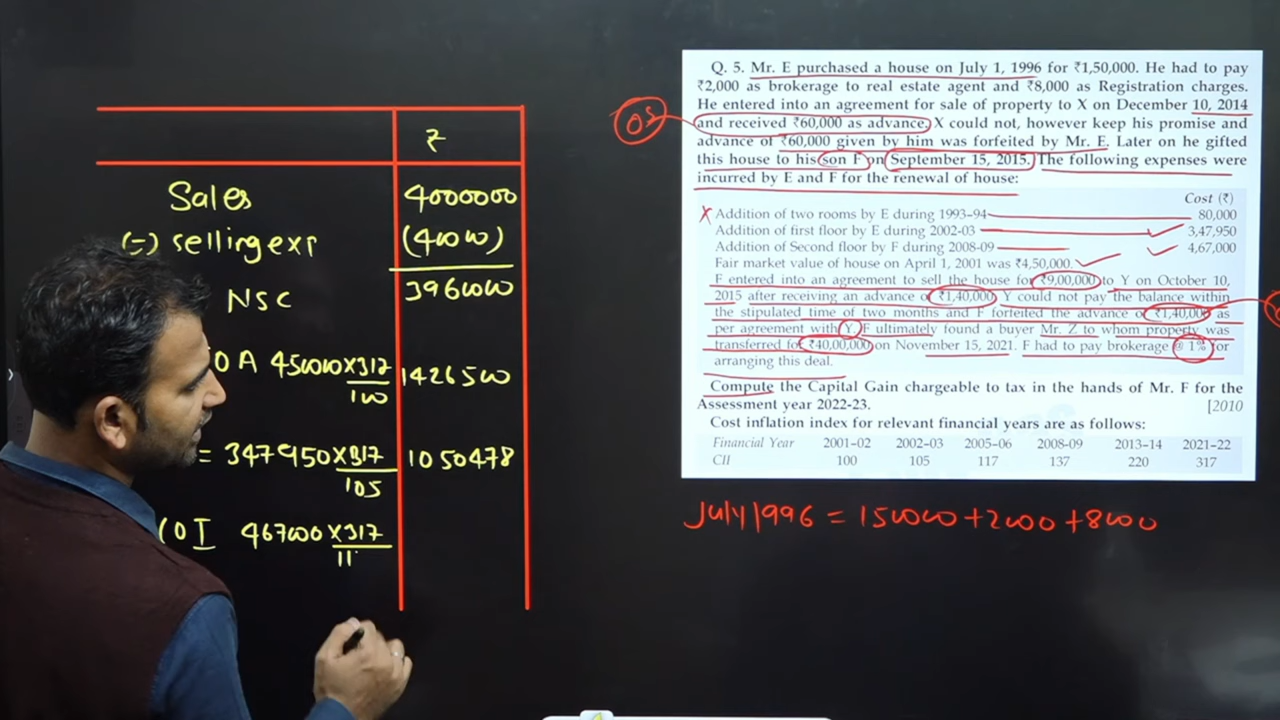 ₹
Sales 4000000
(-) selling exp (40000)
NSC 3960000
O A 450000×317/100 1426500
= 347950×317/105 1050478
(O I 467000×317/11
OS
Q. 5. Mr. E purchased a house on July 1, 1996 for ₹1,50,000. He had to pay
₹2,000 as brokerage to real estate agent and ₹8,000 as Registration charges.
He entered into an agreement for sale of property to X on December 10, 2014
and received ₹60,000 as advance. X could not, however keep his promise and
advance of ₹60,000 given by him was forfeited by Mr. E. Later on he gifted
this house to his son F on September 15, 2015. The following expenses were
incurred by E and F for the renewal of house:
Cost (₹)
X Addition of two rooms by E during 1993-94 80,000
Addition of first floor by E during 2002-03 3,47,950
Addition of Second floor by F during 2008-09 4,67,000
Fair market value of house on April 1, 2001 was ₹4,50,000.
F entered into an agreement to sell the house for ₹9,00,000 to Y on October 10,
2015 after receiving an advance of ₹1,40,000. Y could not pay the balance within
the stipulated time of two months and F forfeited the advance of ₹1,40,000 as
per agreement with Y. F ultimately found a buyer Mr. Z to whom property was
transferred for ₹40,00,000 on November 15, 2021. F had to pay brokerage @ 1% for
arranging this deal.
Compute the Capital Gain chargeable to tax in the hands of Mr. F for the
Assessment year 2022-23. [2010
Cost inflation index for relevant financial years are as follows:
Financial Year 2001-02 2002-03 2005-06 2008-09 2013-14 2021-22
CII 100 105 117 137 220 317
July 1996 = 150000+2000+8000